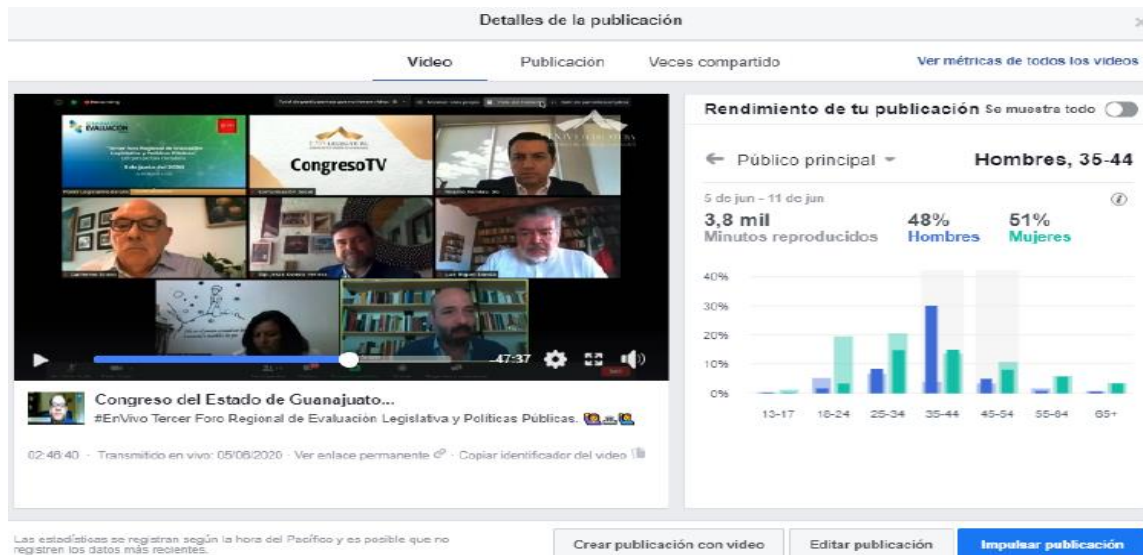 Detalles de la publicación
Video
Publicación
Veces compartido
Ver métricas de todos los videos
EVALUACIÓN
CongresoTV
-47:37
Congreso del Estado de Guanajuato...
#EnVivo Tercer Foro Regional de Evaluación Legislativa y Políticas Públicas.
02:46:40 · Transmitido en vivo: 05/06/2020 · Ver enlace permanente · Copiar identificador del video
Rendimiento de tu publicación Se muestra todo
Público principal
Hombres, 35-44
5 de jun - 11 de jun
3,8 mil
Minutos reproducidos
48%
Hombres
51%
Mujeres
40%
30%
20%
10%
0%
13-17 18-24 25-34 35-44 45-54 55-64 65+
Las estadísticas se registran según la hora del Pacífico y es posible que no
registren los datos más recientes.
Crear publicación con video
Editar publicación
Impulsar publicación